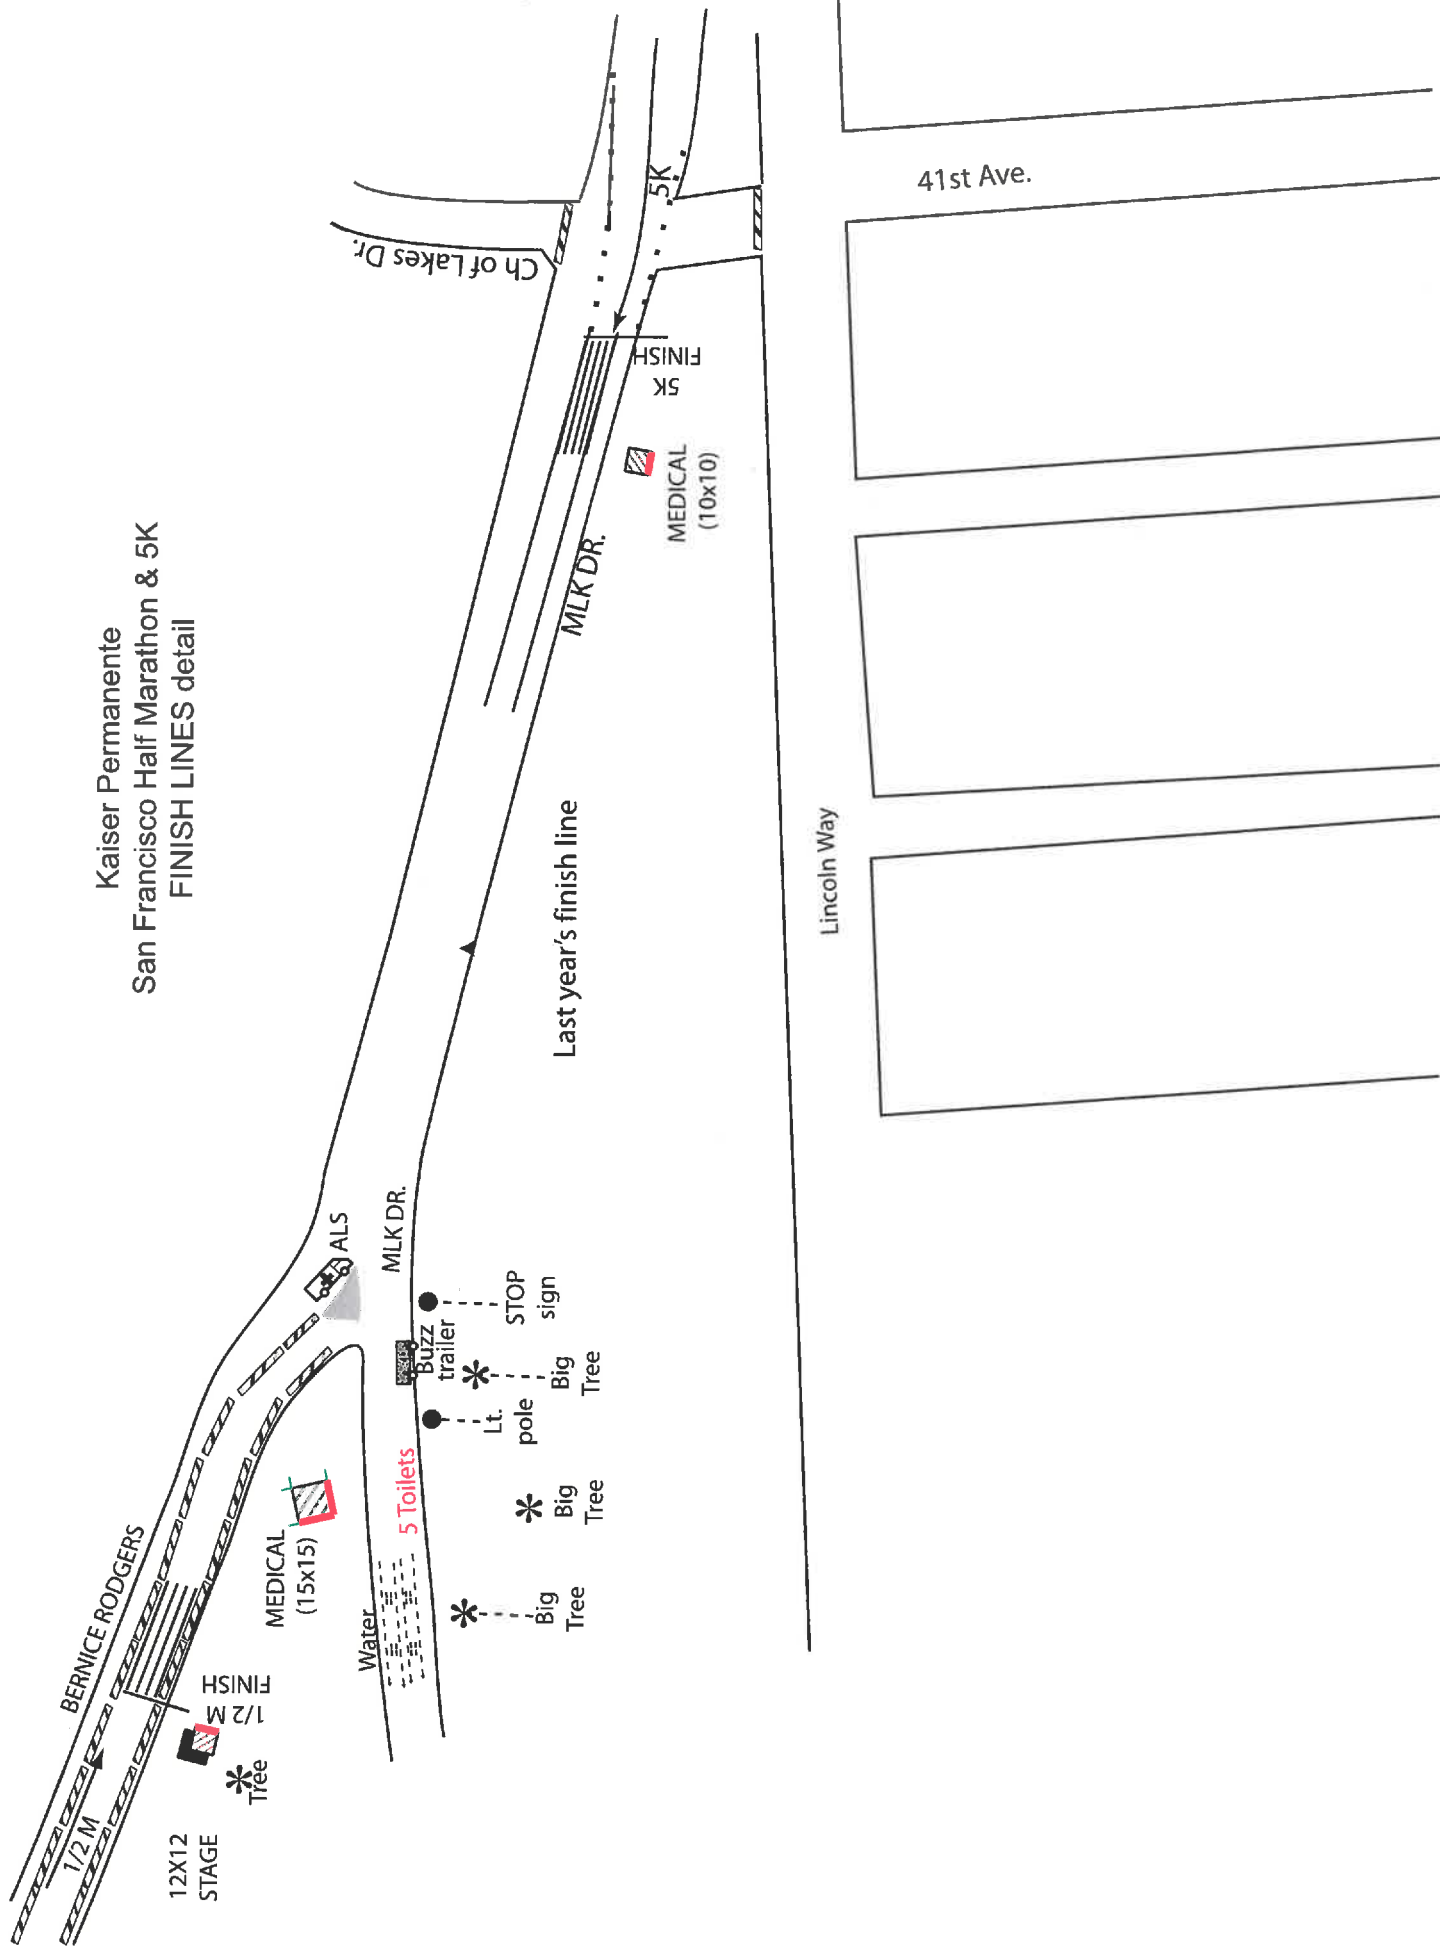 Kaiser Permanente
San Francisco Half Marathon & 5K
FINISH LINES detail
BERNICE RODGERS
1/2 M
12X12
STAGE
Tree
1/2 M
FINISH
MEDICAL
(15x15)
Water
5 Toilets
Big
Tree
Big
Tree
Lt.
pole
Big
Tree
Buzz
trailer
STOP
sign
ALS
MLK DR.
Last year's finish line
MLK DR.
MEDICAL
(10x10)
5K
FINISH
5K
Ch of Lakes Dr.
Lincoln Way
41st Ave.